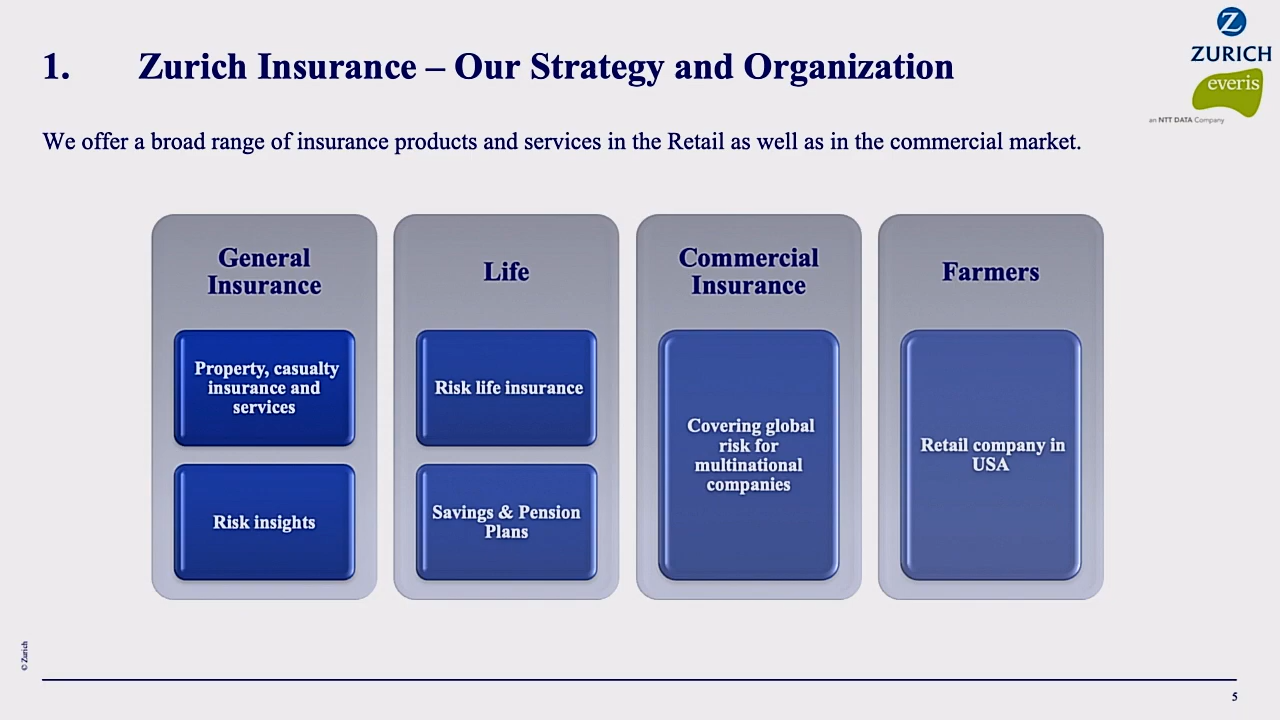 1. Zurich Insurance – Our Strategy and Organization
ZURICH
everis
an NTT DATA Company
We offer a broad range of insurance products and services in the Retail as well as in the commercial market.
General
Insurance
Property, casualty
insurance and
services
Risk insights
Life
Risk life insurance
Savings & Pension
Plans
Commercial
Insurance
Covering global
risk for
multinational
companies
Farmers
Retail company in
USA
© Zurich
5